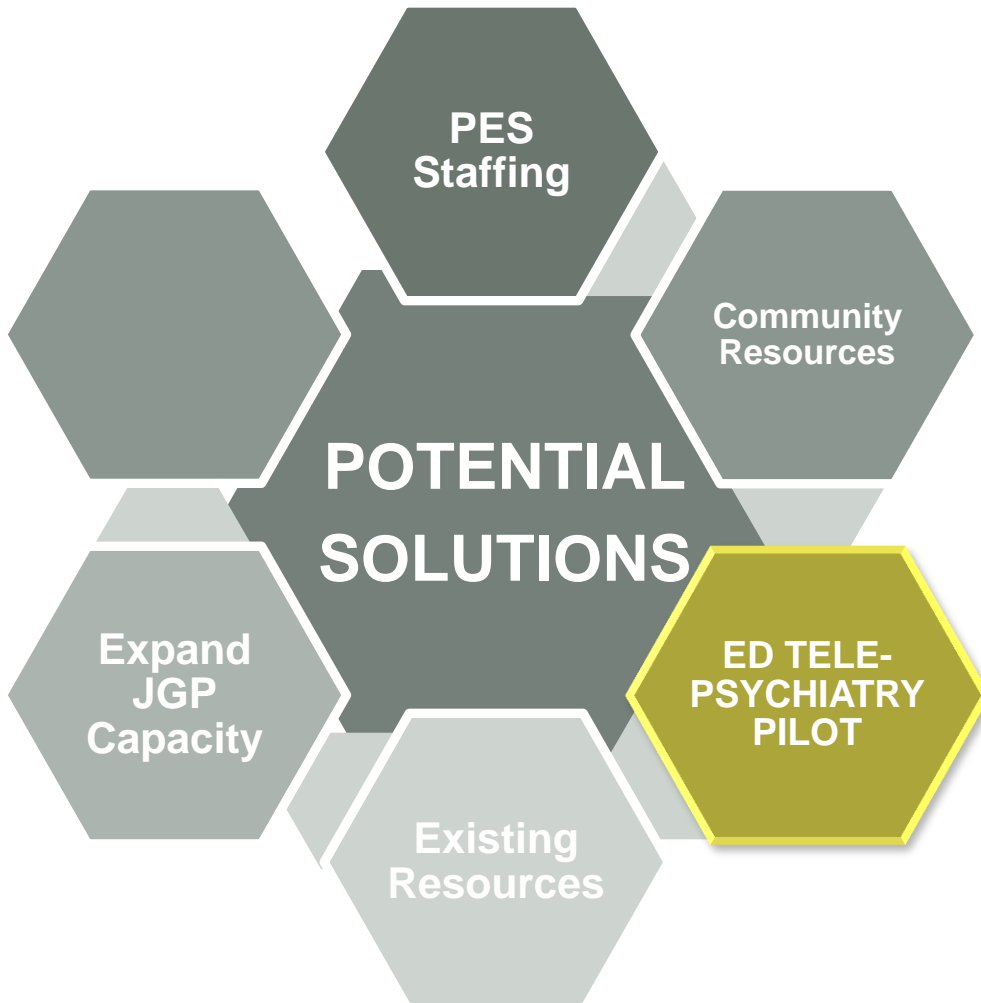 PES
Staffing
Community
Resources
POTENTIAL
SOLUTIONS
ED TELE-
PSYCHIATRY
PILOT
Expand
JGP
Capacity
Existing
Resources